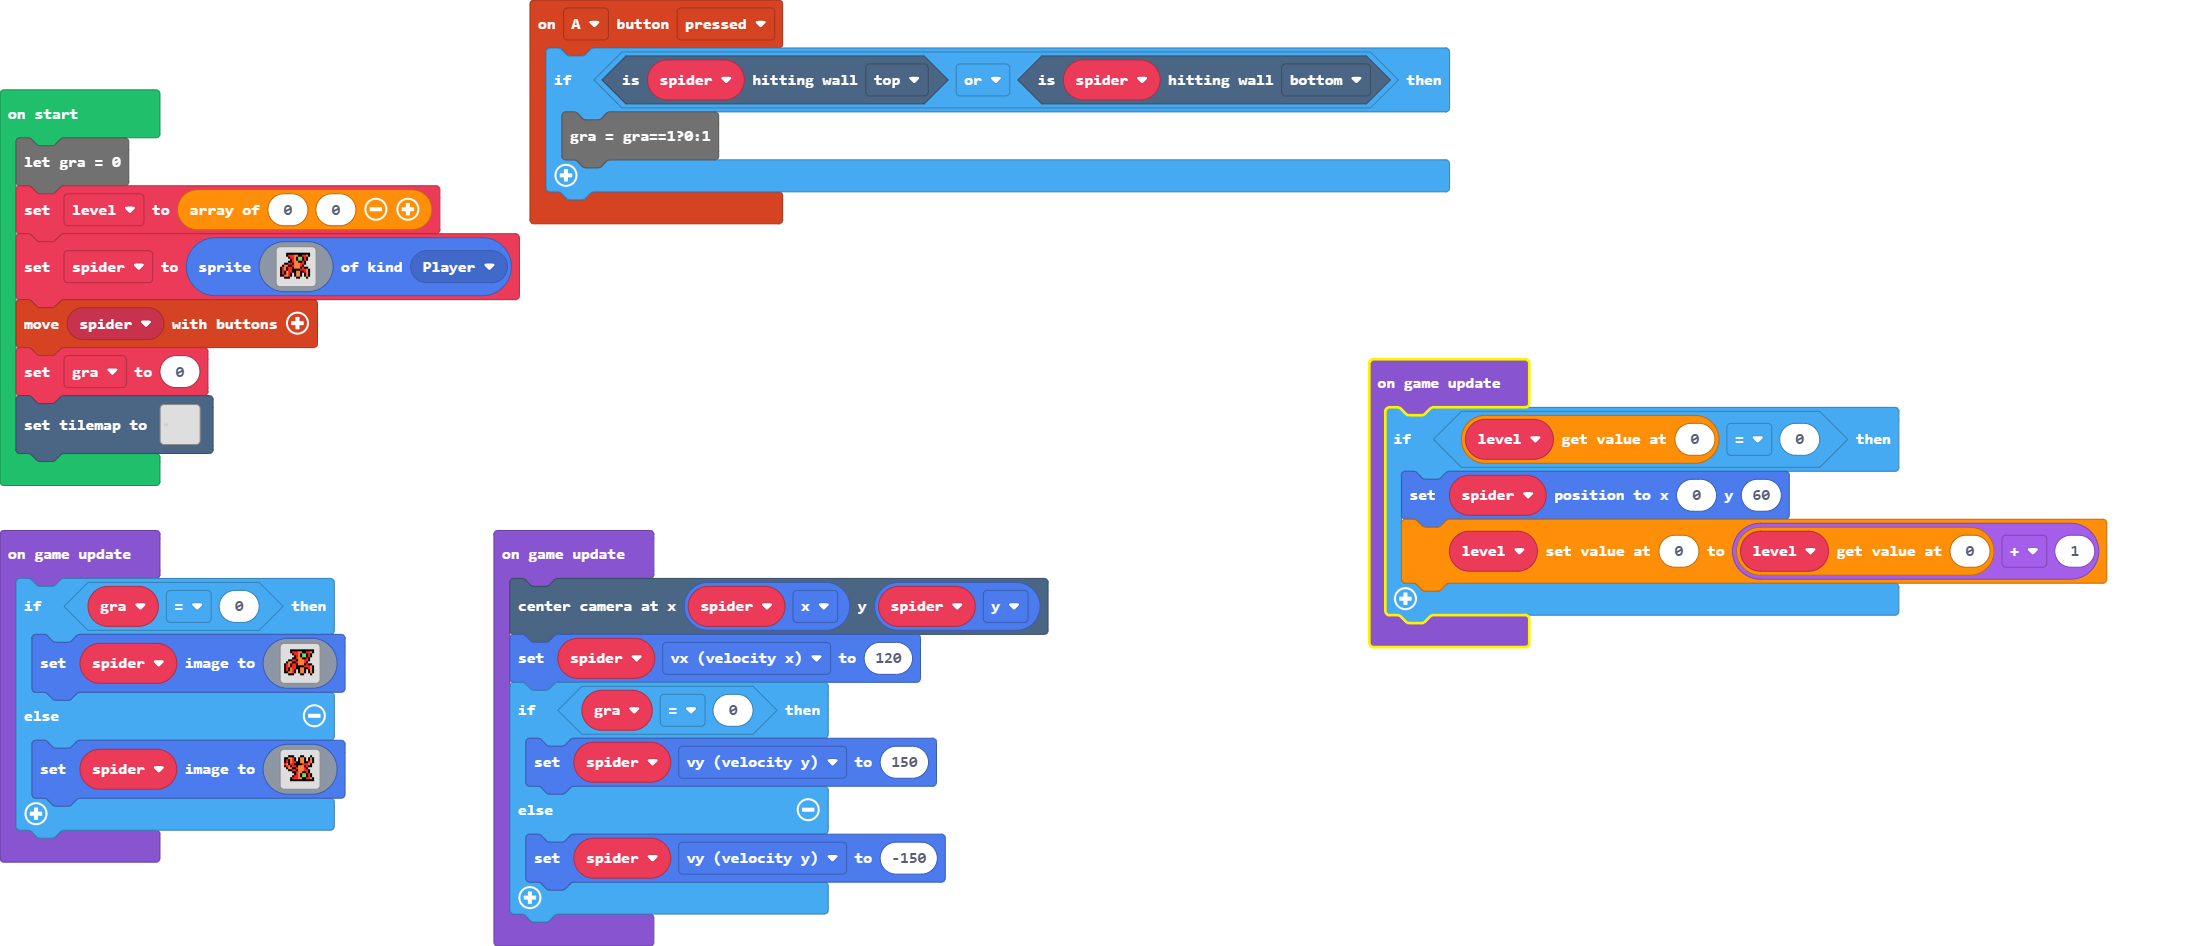 on A button pressed
if is spider hitting wall top or is spider hitting wall bottom then
gra = gra==1?0:1
on start
let gra = 0
set level to array of 0 0
set spider to sprite of kind Player
move spider with buttons
set gra to 0
set tilemap to
on game update
if level get value at 0 = 0 then
set spider position to x 0 y 60
level set value at 0 to level get value at 0 + 1
on game update
if gra = 0 then
set spider image to
else
set spider image to
on game update
center camera at x spider x y spider y
set spider vx (velocity x) to 120
if gra = 0 then
set spider vy (velocity y) to 150
else
set spider vy (velocity y) to -150